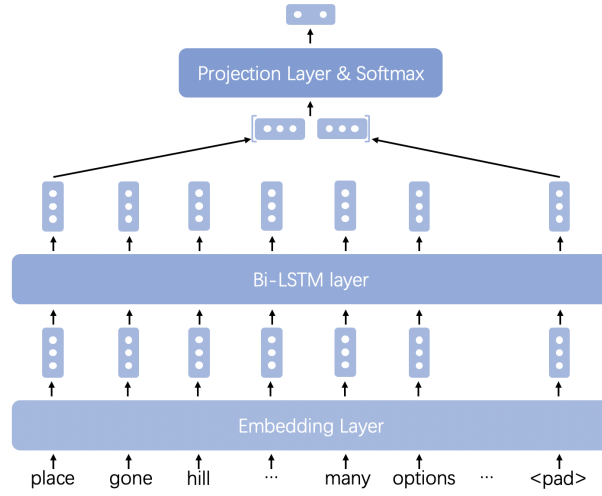 Projection Layer & Softmax
Bi-LSTM layer
Embedding Layer
place gone hill ... many options ... <pad>